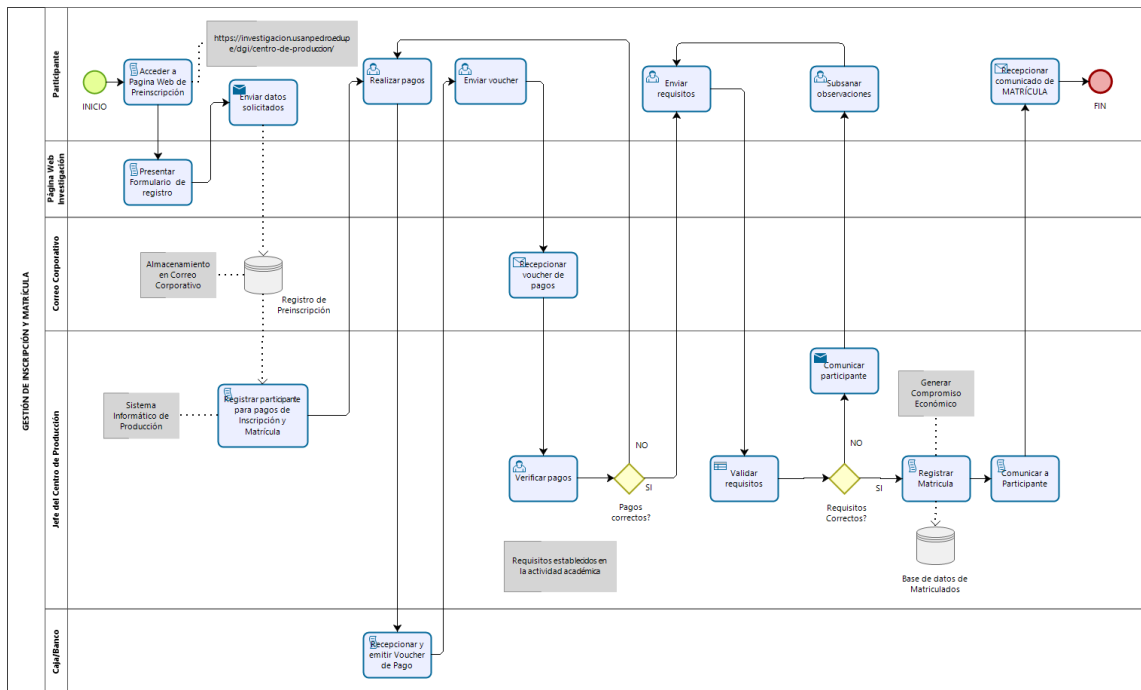 GESTIÓN DE INSCRIPCIÓN Y MATRÍCULA
Participante
INICIO
Acceder a
Pagina Web de
Preinscripción
https://investigacion.usanpedro.edu.p
e/dgi/centro-de-produccion/
Enviar datos
solicitados
Realizar pagos
Enviar voucher
Enviar
requisitos
Subsanar
observaciones
Recepcionar
comunicado de
MATRÍCULA
FIN
Página Web
Investigación
Presentar
Formulario de
registro
Correo Corporativo
Almacenamiento
en Correo
Corporativo
Registro de
Preinscripción
Recepcionar
voucher de
pagos
Jefe del Centro de Producción
Sistema
Informático de
Producción
Registrar participante
para pagos de
Inscripción y
Matrícula
Verificar pagos
NO
SI
Pagos
correctos?
Requisitos establecidos en
la actividad académica
Validar
requisitos
Comunicar
participante
NO
SI
Requisitos
Correctos?
Generar
Compromiso
Económico
Registrar
Matricula
Comunicar a
Participante
Base de datos de
Matriculados
Caja/Banco
Recepcionar y
emitir Voucher
de Pago